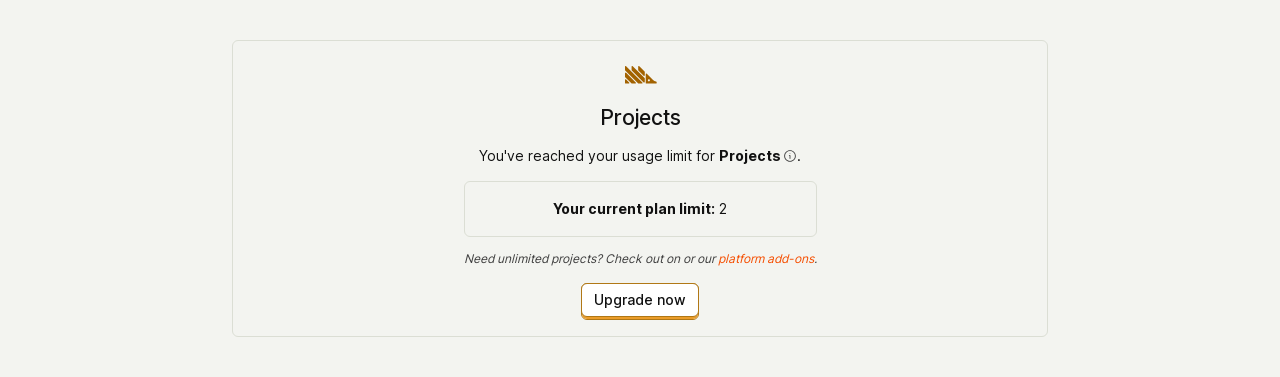 Projects
You've reached your usage limit for Projects.
Your current plan limit: 2
Need unlimited projects? Check out on or our platform add-ons.
Upgrade now